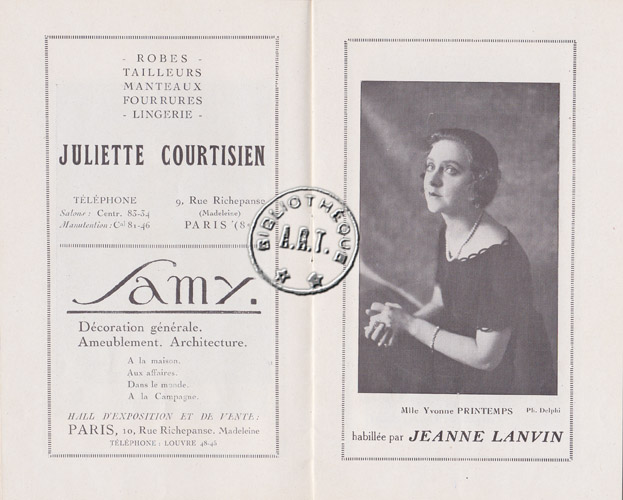 - ROBES -
TAILLEURS
MANTEAUX
FOURRURES
- LINGERIE -
JULIETTE COURTISIEN
TÉLÉPHONE
Salons : Centr. 83-34
Manutention : Cal 81-46
9, Rue Richepanse
(Madeleine)
PARIS (8
Samy.
Décoration générale.
Ameublement. Architecture.
A la maison.
Aux affaires.
Dans le monde.
A la Campagne.
HALL D'EXPOSITION ET DE VENTE :
PARIS, 10, Rue Richepanse. Madeleine
TÉLÉPHONE : LOUVRE 48-45
BIBLIOTHÈQUE
A.R.T.
Mlle Yvonne PRINTEMPS Ph. Delphi
habillée par JEANNE LANVIN